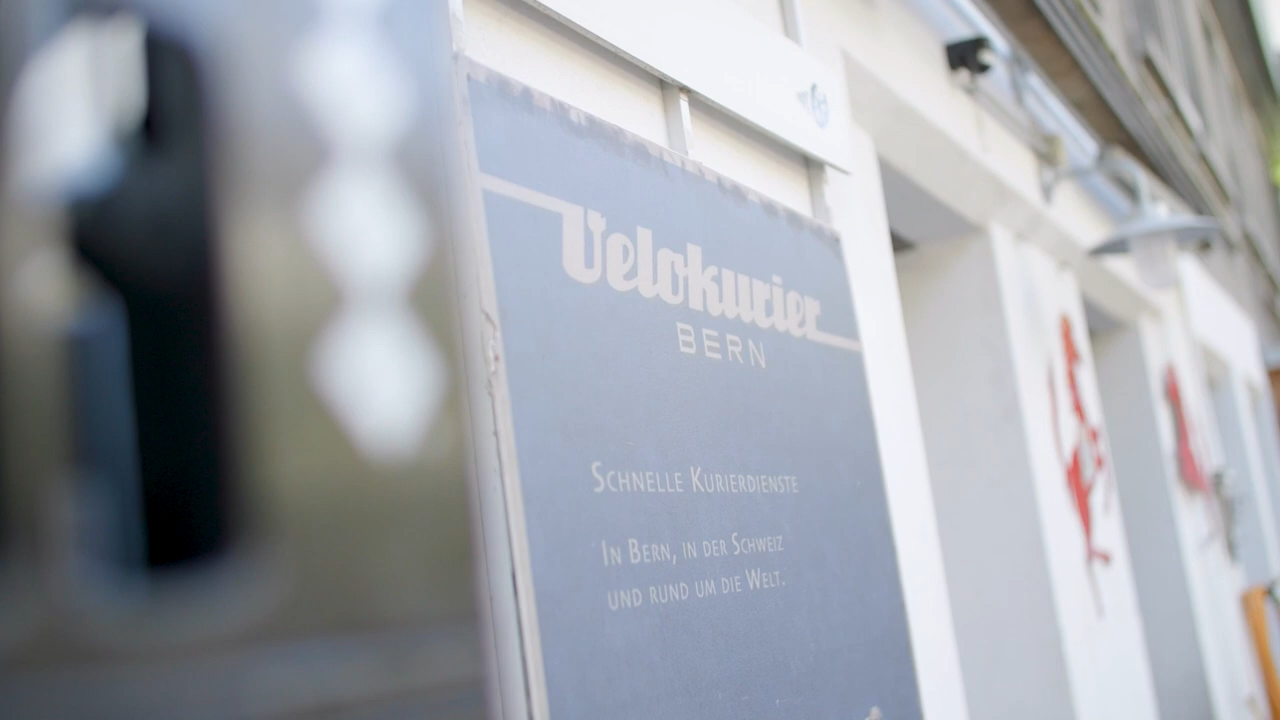 Velokurier
BERN
Schnelle Kurierdienste
In Bern, in der Schweiz
und rund um die Welt.